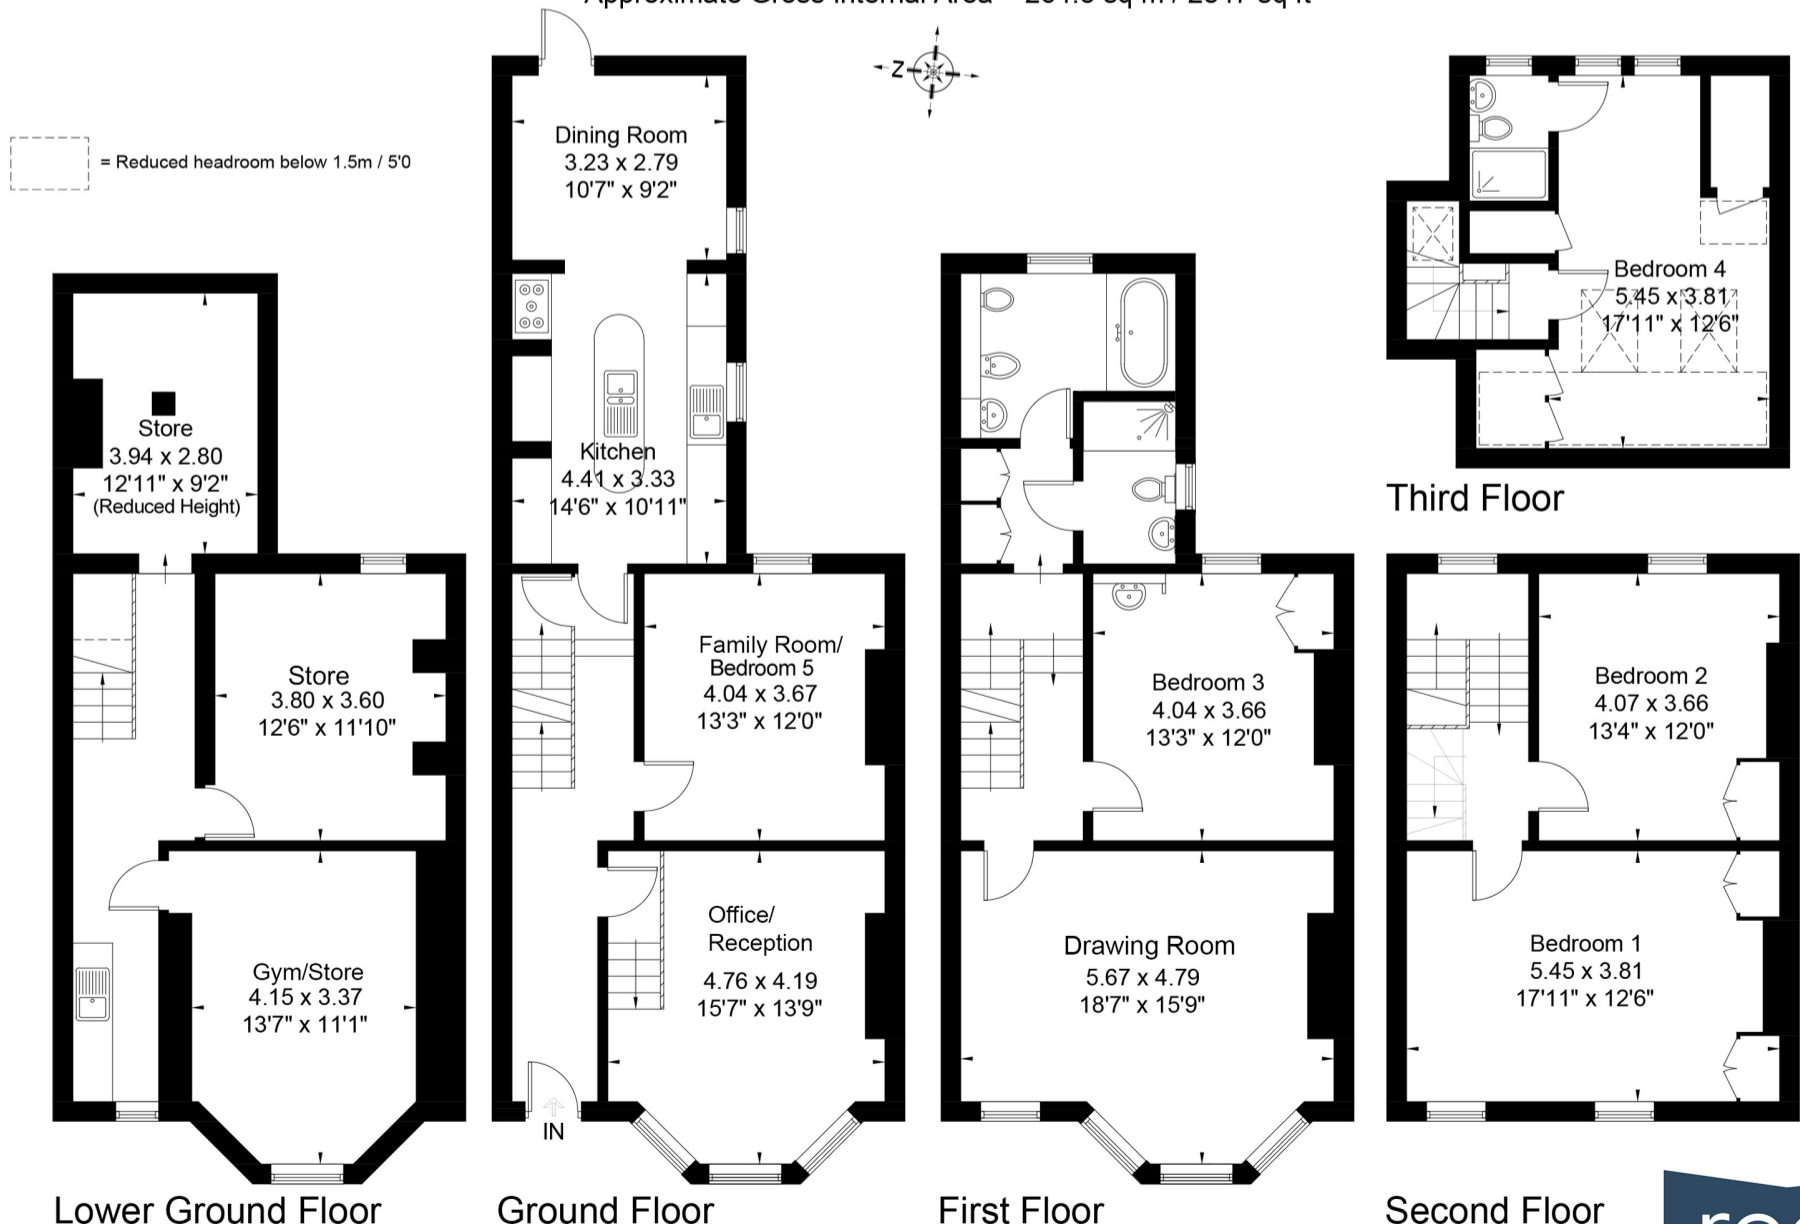 Z
= Reduced headroom below 1.5m / 5'0
Dining Room
3.23 x 2.79
10'7" x 9'2"
Store
3.94 x 2.80
12'11" x 9'2"
(Reduced Height)
Store
3.80 x 3.60
12'6" x 11'10"
Gym/Store
4.15 x 3.37
13'7" x 11'1"
Lower Ground Floor
Kitchen
4.41 x 3.33
14'6" x 10'11"
Family Room/
Bedroom 5
4.04 x 3.67
13'3" x 12'0"
Office/
Reception
4.76 x 4.19
15'7" x 13'9"
IN
Ground Floor
Bedroom 3
4.04 x 3.66
13'3" x 12'0"
Drawing Room
5.67 x 4.79
18'7" x 15'9"
First Floor
Bedroom 4
5.45 x 3.81
17'11" x 12'6"
Third Floor
Bedroom 2
4.07 x 3.66
13'4" x 12'0"
Bedroom 1
5.45 x 3.81
17'11" x 12'6"
Second Floor